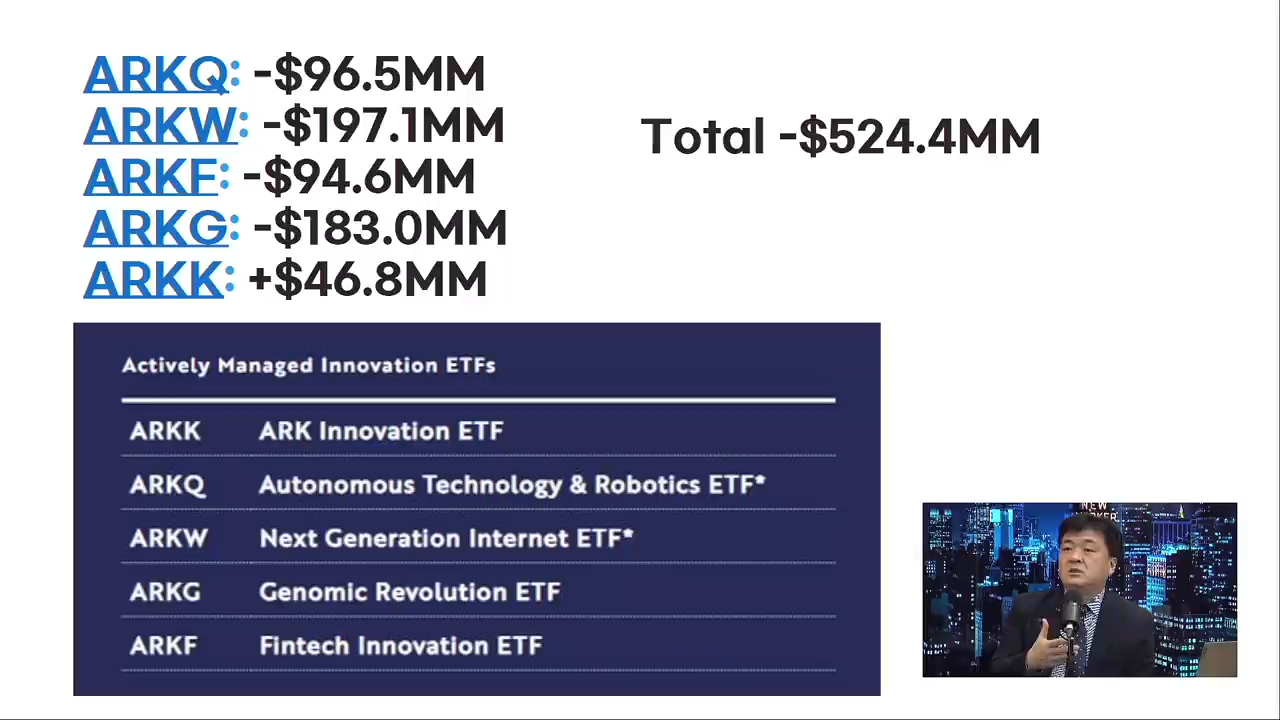 ARKQ: -$96.5MM
ARKW: -$197.1MM
ARKF: -$94.6MM
ARKG: -$183.0MM
ARKK: +$46.8MM
Total -$524.4MM
Actively Managed Innovation ETFs
ARKK ARK Innovation ETF
ARKQ Autonomous Technology & Robotics ETF*
ARKW Next Generation Internet ETF*
ARKG Genomic Revolution ETF
ARKF Fintech Innovation ETF
NEW